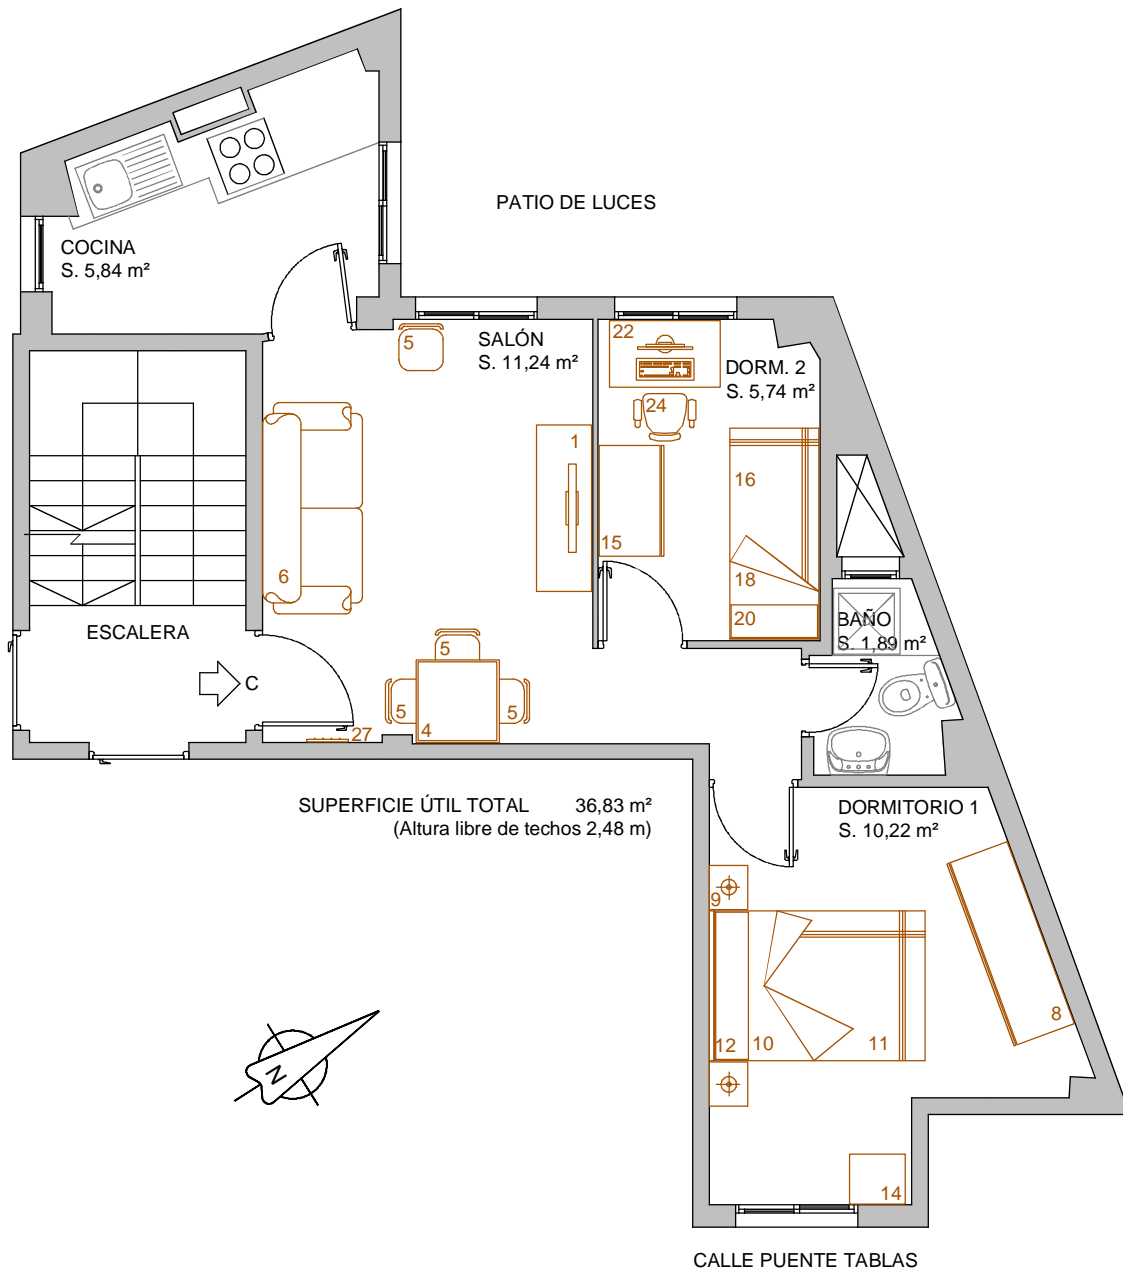 PATIO DE LUCES
COCINA
S. 5,84 m²
5
SALÓN
S. 11,24 m²
22
DORM. 2
S. 5,74 m²
24
1
16
15
6
18
20
ESCALERA
BAÑO
S. 1,89 m²
5
C
5
4
5
27
SUPERFICIE ÚTIL TOTAL 36,83 m²
(Altura libre de techos 2,48 m)
DORMITORIO 1
S. 10,22 m²
9
8
12
10
11
N
14
CALLE PUENTE TABLAS